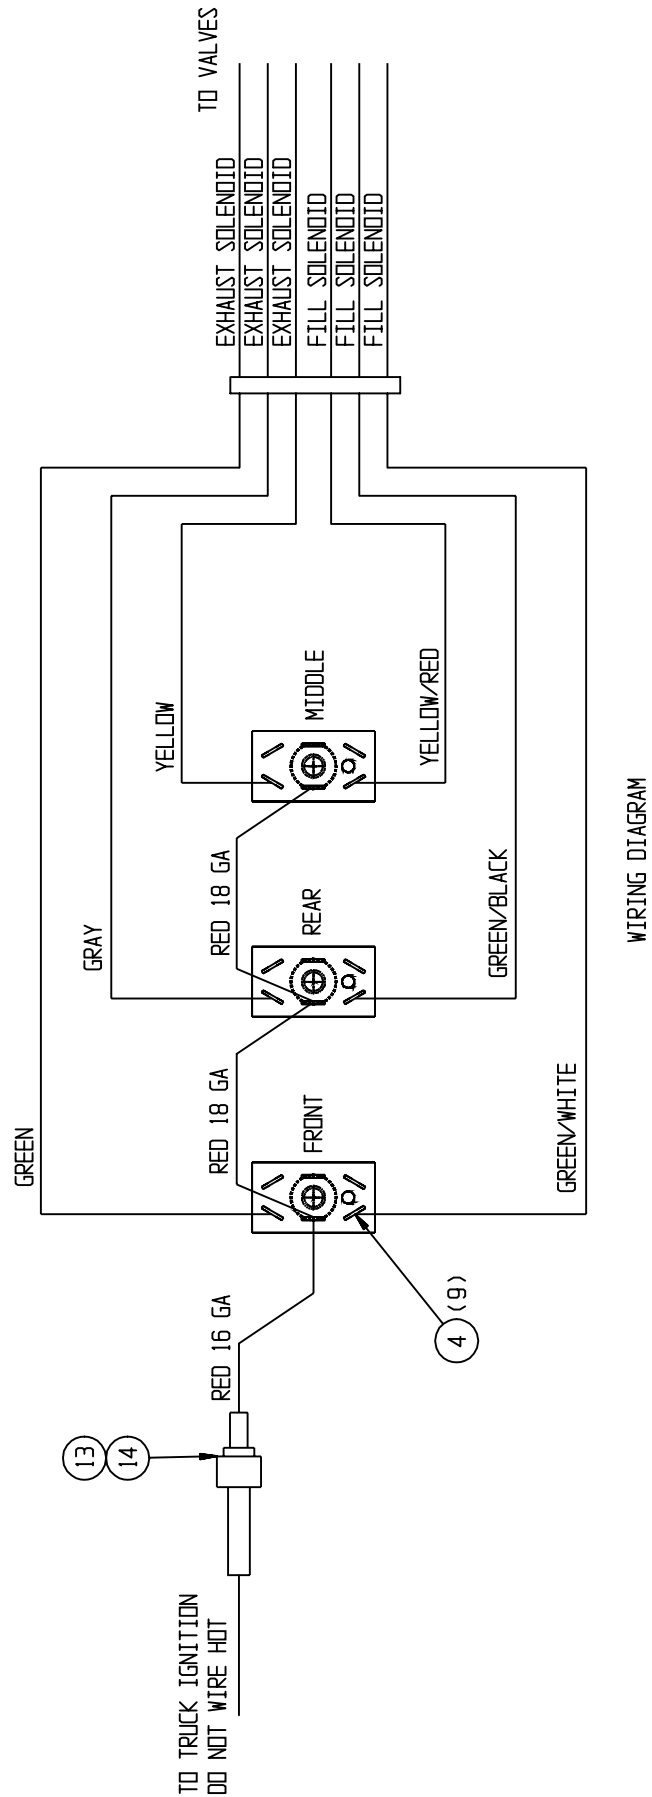 TO VALVES
EXHAUST SOLENOID
EXHAUST SOLENOID
EXHAUST SOLENOID
FILL SOLENOID
FILL SOLENOID
FILL SOLENOID
GREEN
GRAY
YELLOW
RED 16 GA
RED 18 GA
RED 18 GA
FRONT
REAR
MIDDLE
YELLOW/RED
GREEN/BLACK
GREEN/WHITE
13
14
4 (9)
TO TRUCK IGNITION
DO NOT WIRE HOT
WIRING DIAGRAM